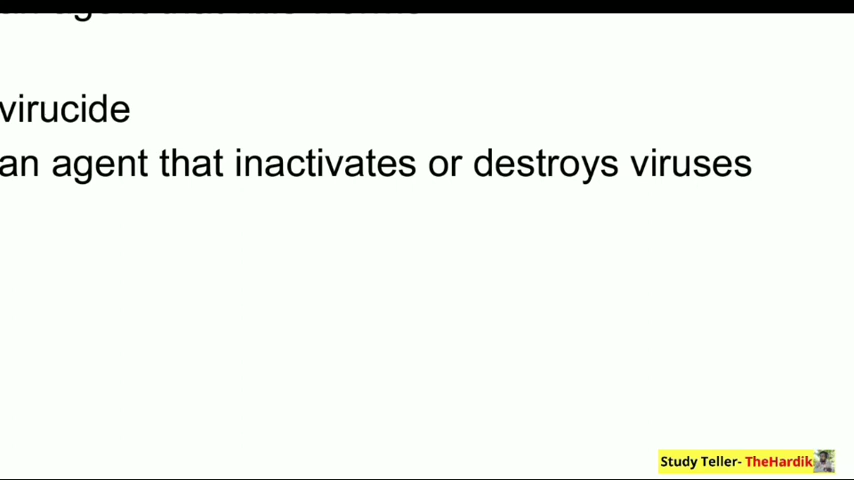 virucide
an agent that inactivates or destroys viruses
Study Teller- TheHardik